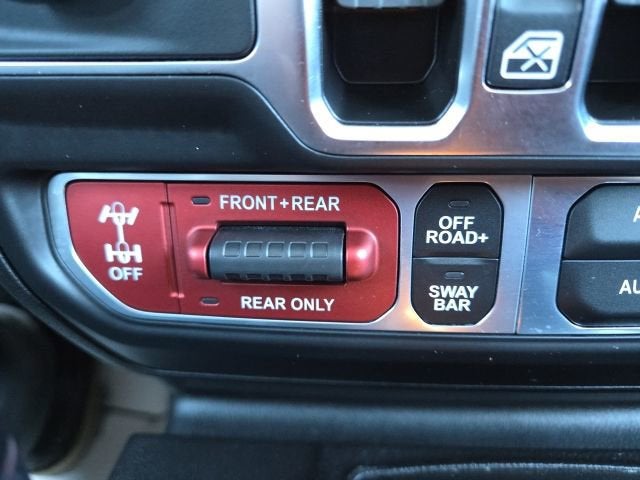 FRONT+REAR
OFF
REAR ONLY
OFF
ROAD+
SWAY
BAR